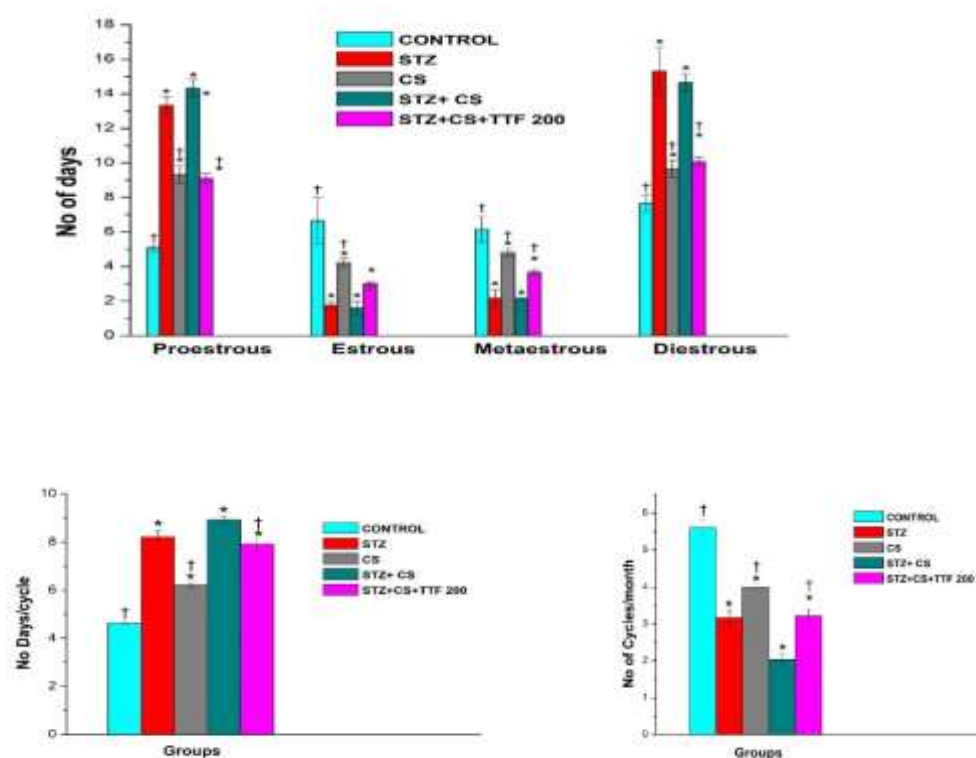 No of days
18
16
14
12
10
8
6
4
2
0
CONTROL
STZ
CS
STZ+ CS
STZ+CS+TTF 200
* † * * * † *
† * † * * *
† * † * * † *
† * † * * † *
Proestrous Estrous Metaestrous Diestrous
No Days/cycle
10
8
6
4
2
0
CONTROL
STZ
CS
STZ+ CS
STZ+CS+TTF 200
† * † * * † *
Groups
No of Cycles/month
6
5
4
3
2
1
0
CONTROL
STZ
CS
STZ+ CS
STZ+CS+TTF 200
† * † * * † *
Groups